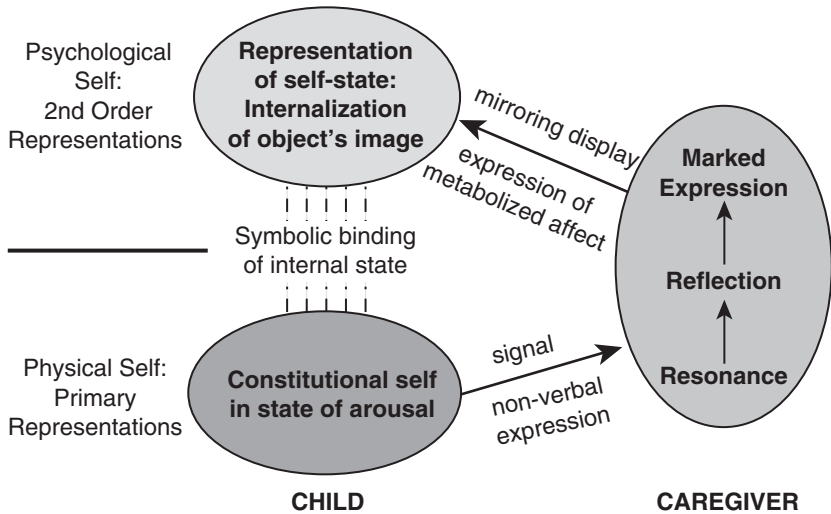 Psychological
Self:
2nd Order
Representations
Representation
of self-state:
Internalization
of object's image
mirroring display
expression of
metabolized affect
Marked
Expression
Reflection
Resonance
Symbolic binding
of internal state
Physical Self:
Primary
Representations
Constitutional self
in state of arousal
signal
non-verbal
expression
CHILD
CAREGIVER